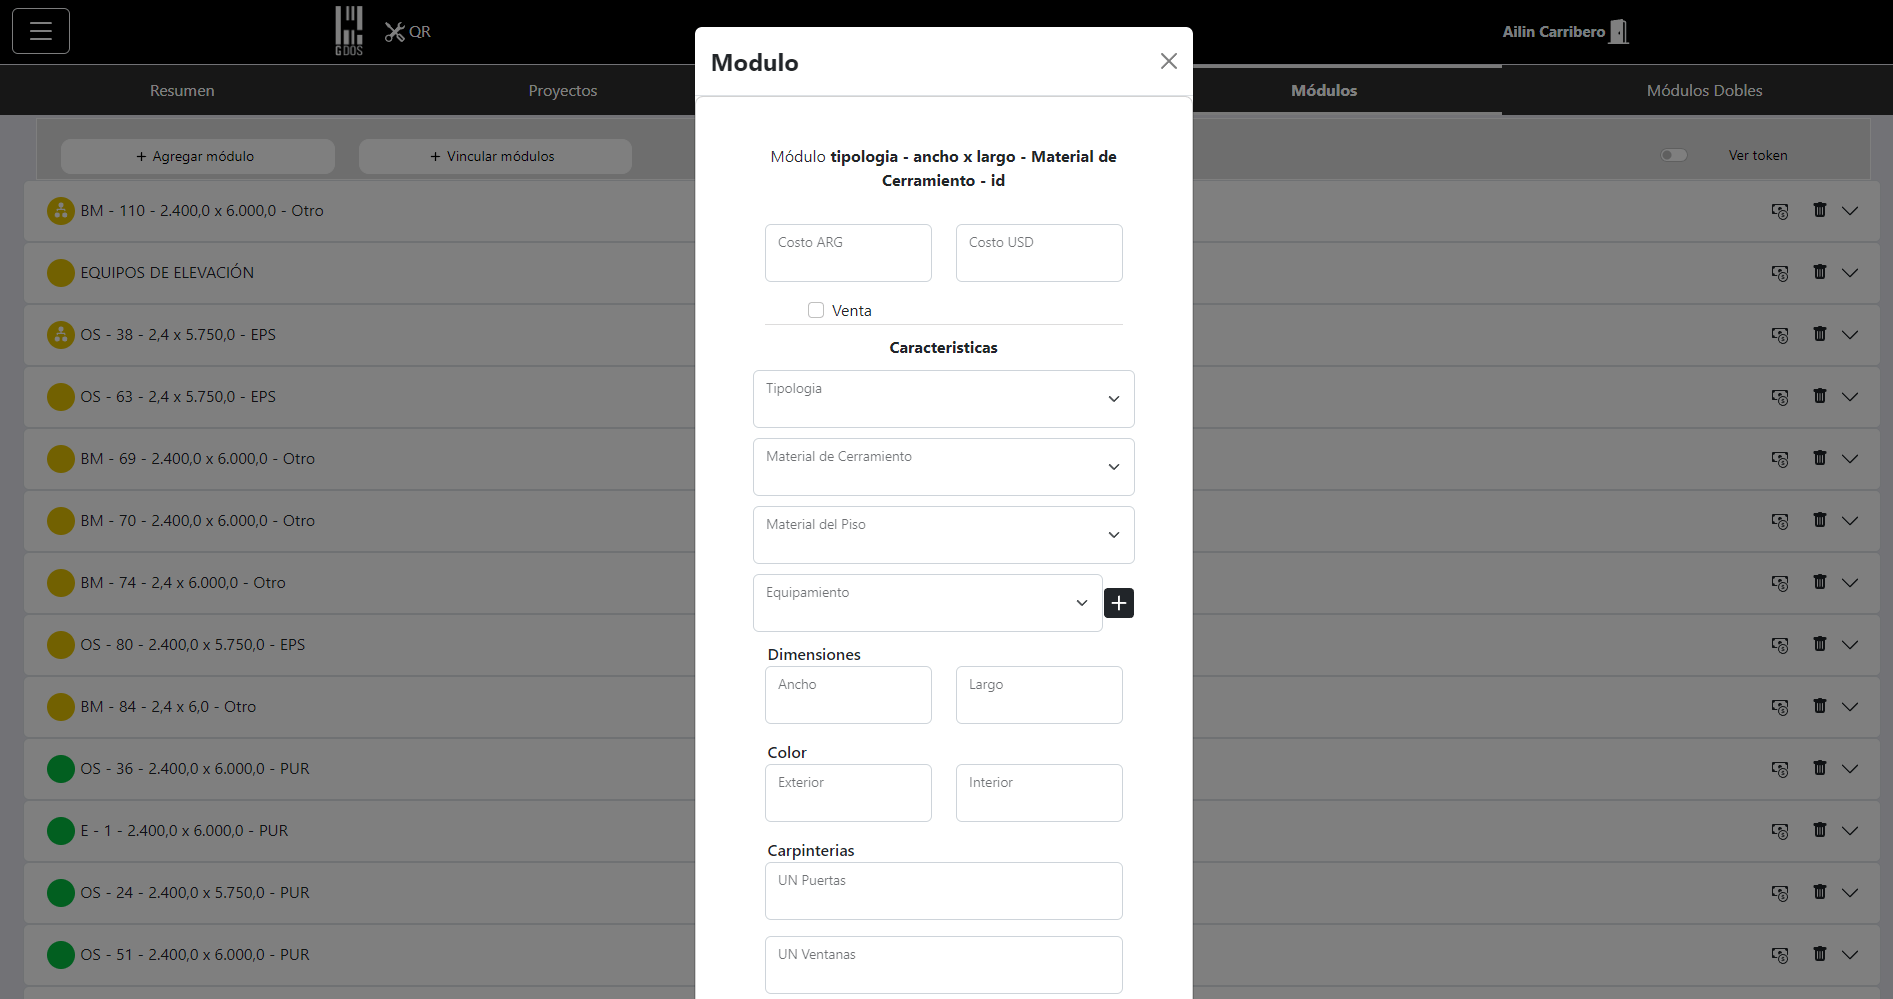 GDOS
QR
Ailin Carribero
Resumen
Proyectos
Módulos
Módulos Dobles
+ Agregar módulo
+ Vincular módulos
Ver token
BM - 110 - 2.400,0 x 6.000,0 - Otro
EQUIPOS DE ELEVACIÓN
OS - 38 - 2,4 x 5.750,0 - EPS
OS - 63 - 2,4 x 5.750,0 - EPS
BM - 69 - 2.400,0 x 6.000,0 - Otro
BM - 70 - 2.400,0 x 6.000,0 - Otro
BM - 74 - 2,4 x 6.000,0 - Otro
OS - 80 - 2.400,0 x 5.750,0 - EPS
BM - 84 - 2,4 x 6,0 - Otro
OS - 36 - 2.400,0 x 6.000,0 - PUR
E - 1 - 2.400,0 x 6.000,0 - PUR
OS - 24 - 2.400,0 x 5.750,0 - PUR
OS - 51 - 2.400,0 x 6.000,0 - PUR
Modulo
Módulo tipologia - ancho x largo - Material de
Cerramiento - id
Costo ARG
Costo USD
Venta
Caracteristicas
Tipologia
Material de Cerramiento
Material del Piso
Equipamiento
Dimensiones
Ancho
Largo
Color
Exterior
Interior
Carpinterias
UN Puertas
UN Ventanas